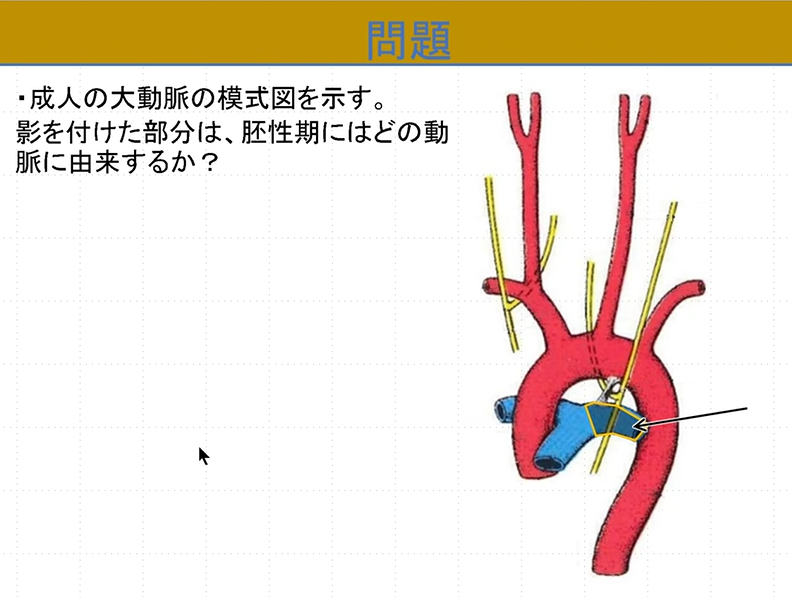 問題
・成人の大動脈の模式図を示す。
影を付けた部分は、胚性期にはどの動
脈に由来するか？